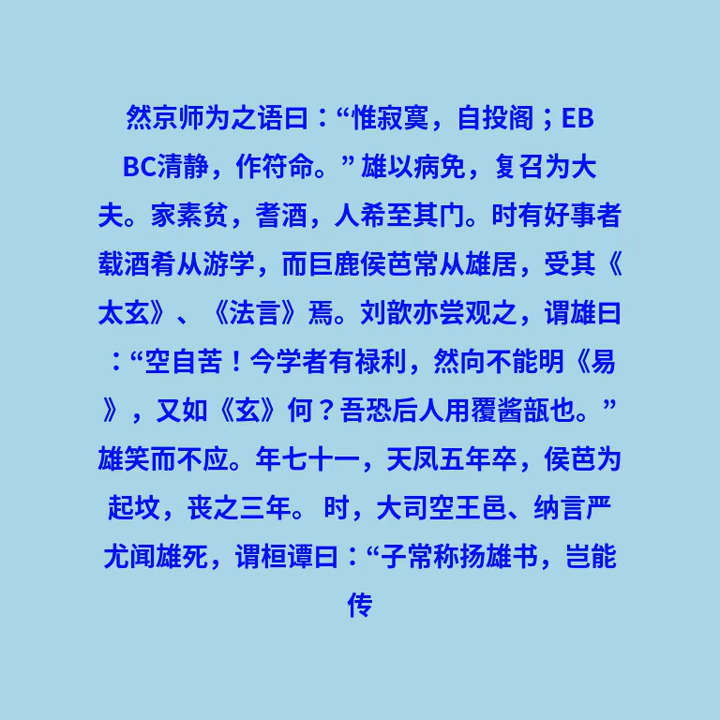 然京师为之语曰：“惟寂寞，自投阁；EB
BC清静，作符命。” 雄以病免，复召为大
夫。家素贫，耆酒，人希至其门。时有好事者
载酒肴从游学，而巨鹿侯芭常从雄居，受其《
太玄》、《法言》焉。刘歆亦尝观之，谓雄曰
：“空自苦！今学者有禄利，然向不能明《易
》，又如《玄》何？吾恐后人用覆酱瓿也。”
雄笑而不应。年七十一，天凤五年卒，侯芭为
起坟，丧之三年。 时，大司空王邑、纳言严
尤闻雄死，谓桓谭曰：“子常称扬雄书，岂能
传